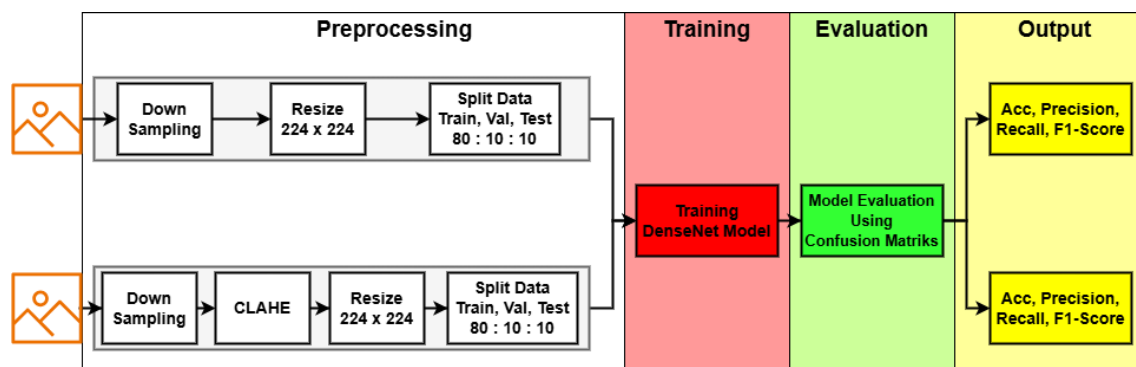 Preprocessing
Training
Evaluation
Output
Down
Sampling
Resize
224 x 224
Split Data
Train, Val, Test
80 : 10 : 10
Acc, Precision,
Recall, F1-Score
Training
DenseNet Model
Model Evaluation
Using
Confusion Matriks
Down
Sampling
CLAHE
Resize
224 x 224
Split Data
Train, Val, Test
80 : 10 : 10
Acc, Precision,
Recall, F1-Score